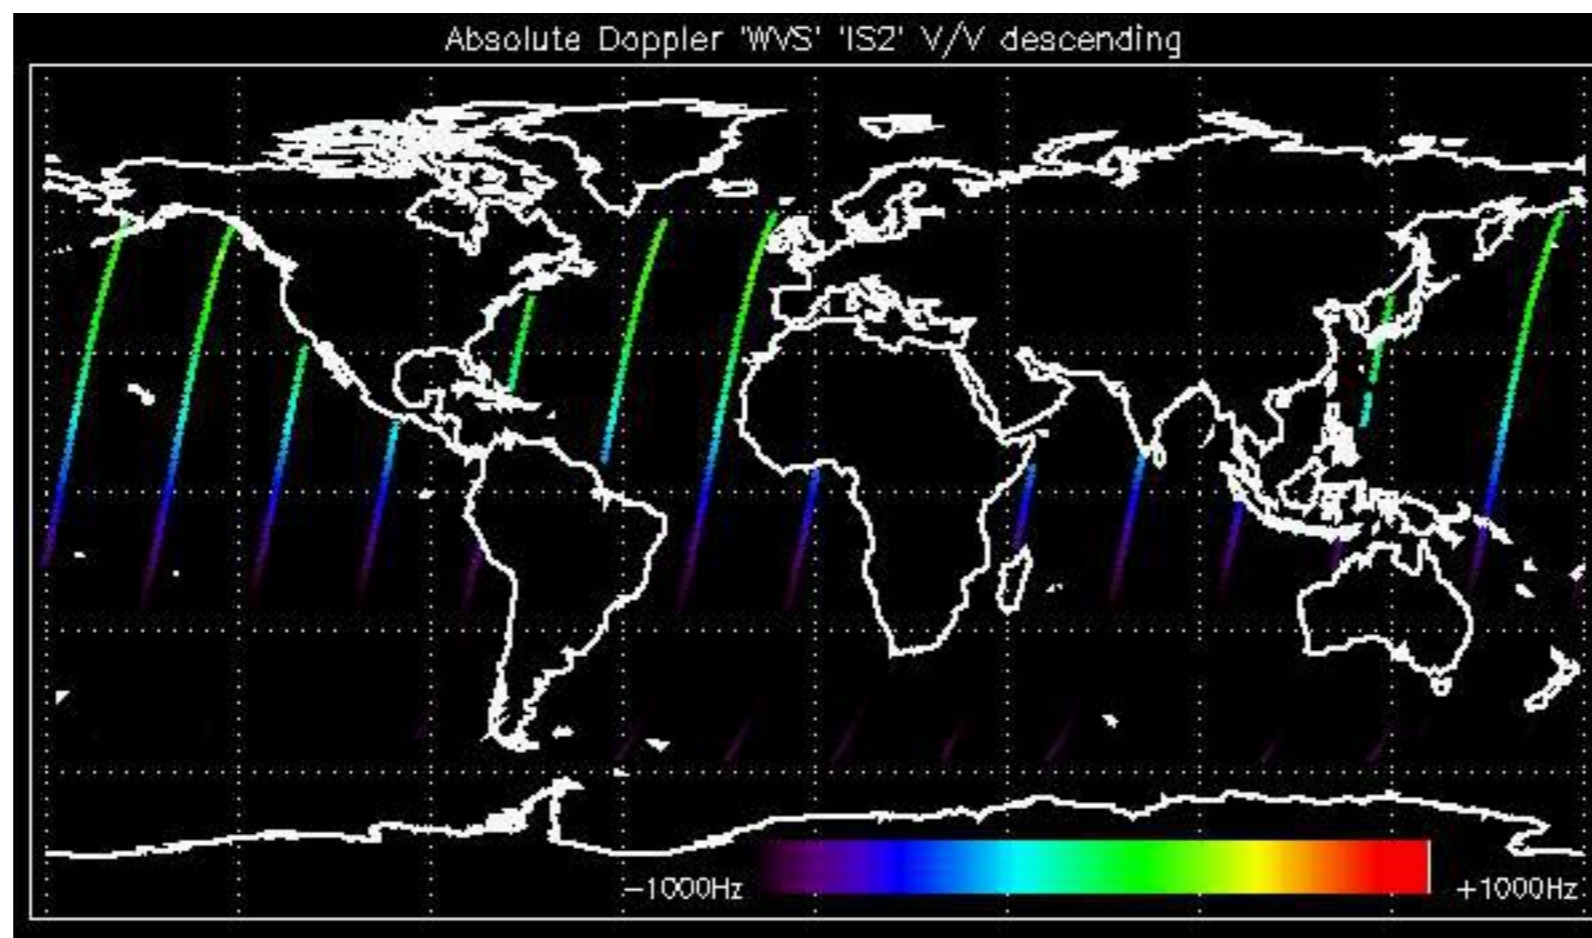 Absolute Doppler 'WVS' 'IS2' V/V descending
−1000Hz +1000Hz